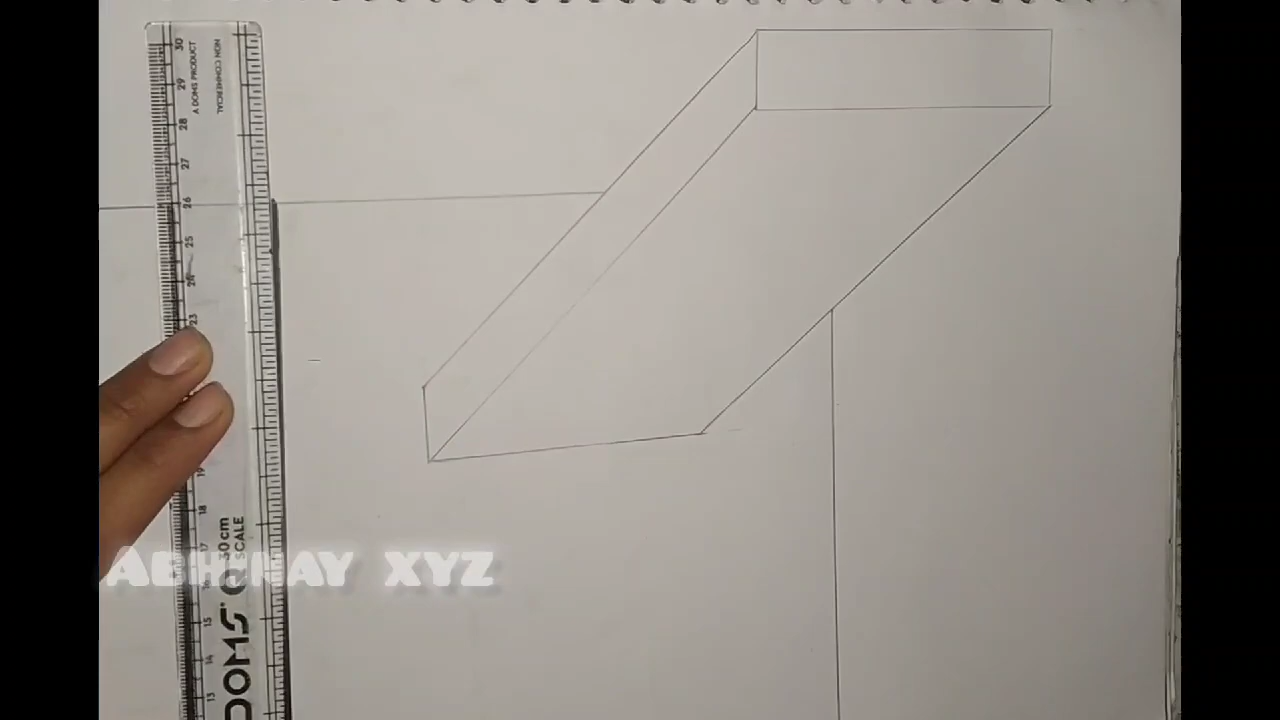 30
29
28
27
26
25
24
23
19
18
17
15
14
13
A DOMS PRODUCT
NON COMMERCIAL
30cm
SCALE
DOMS
ABHINAY XYZ